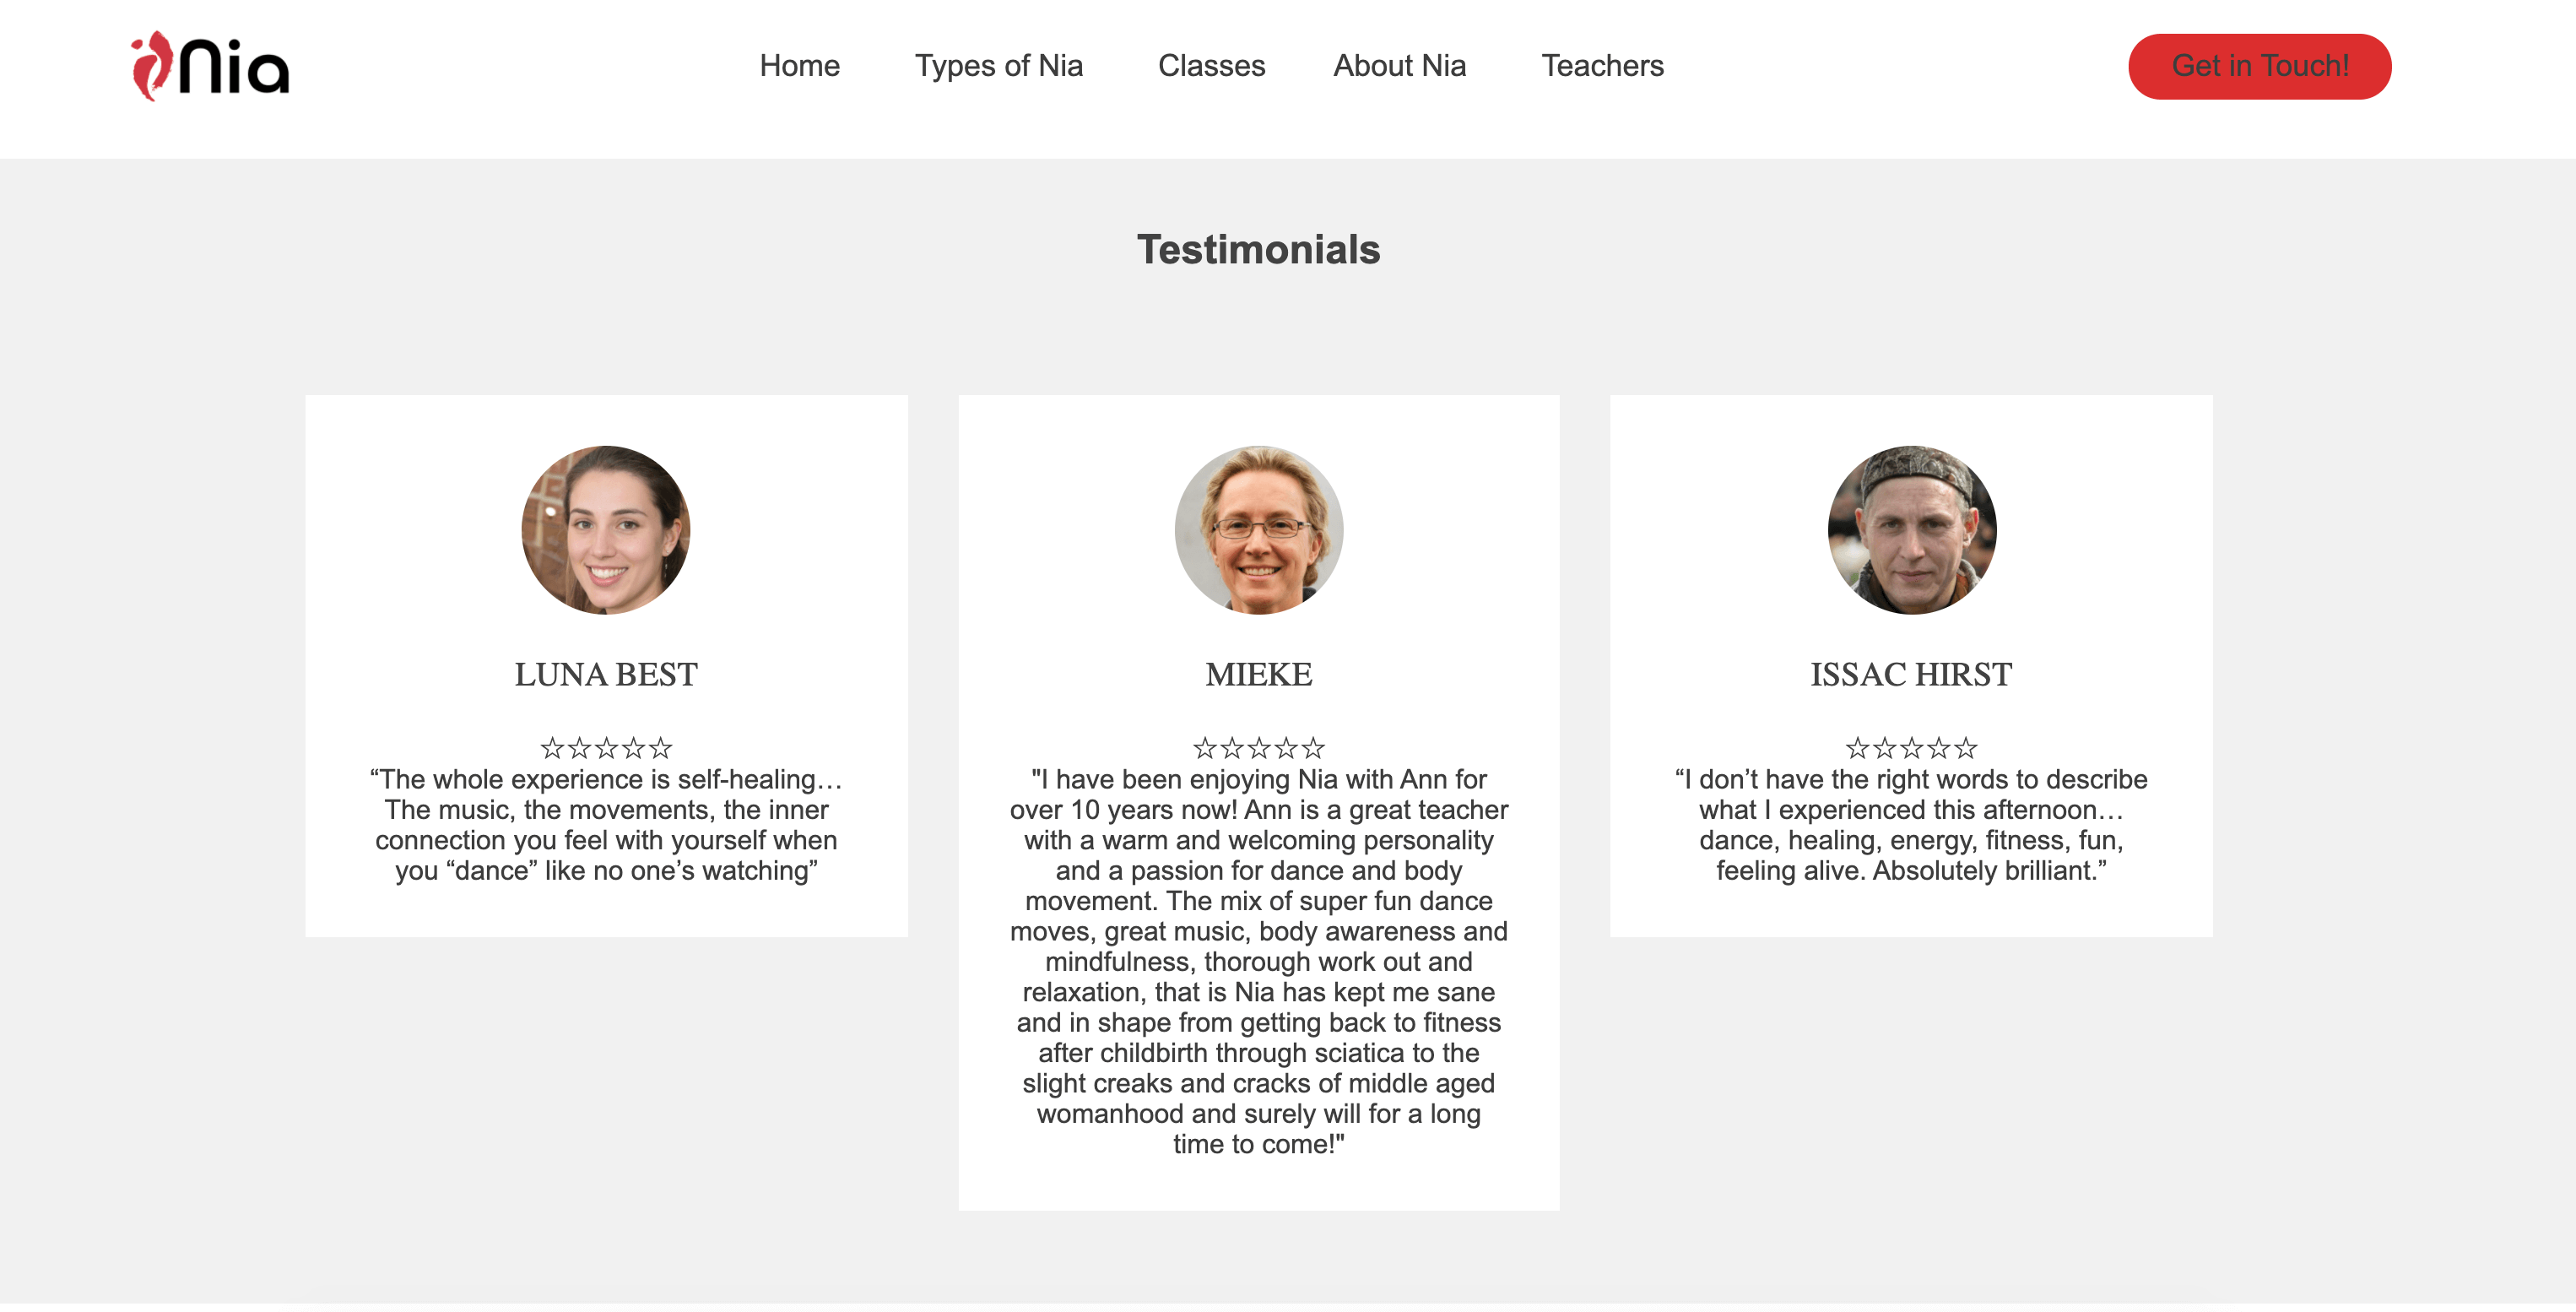 Nia
Home Types of Nia Classes About Nia Teachers
Get in Touch!
Testimonials
LUNA BEST
☆☆☆☆☆
“The whole experience is self-healing…
The music, the movements, the inner
connection you feel with yourself when
you “dance” like no one’s watching”
MIEKE
☆☆☆☆☆
"I have been enjoying Nia with Ann for
over 10 years now! Ann is a great teacher
with a warm and welcoming personality
and a passion for dance and body
movement. The mix of super fun dance
moves, great music, body awareness and
mindfulness, thorough work out and
relaxation, that is Nia has kept me sane
and in shape from getting back to fitness
after childbirth through sciatica to the
slight creaks and cracks of middle aged
womanhood and surely will for a long
time to come!"
ISSAC HIRST
☆☆☆☆☆
“I don’t have the right words to describe
what I experienced this afternoon…
dance, healing, energy, fitness, fun,
feeling alive. Absolutely brilliant.”